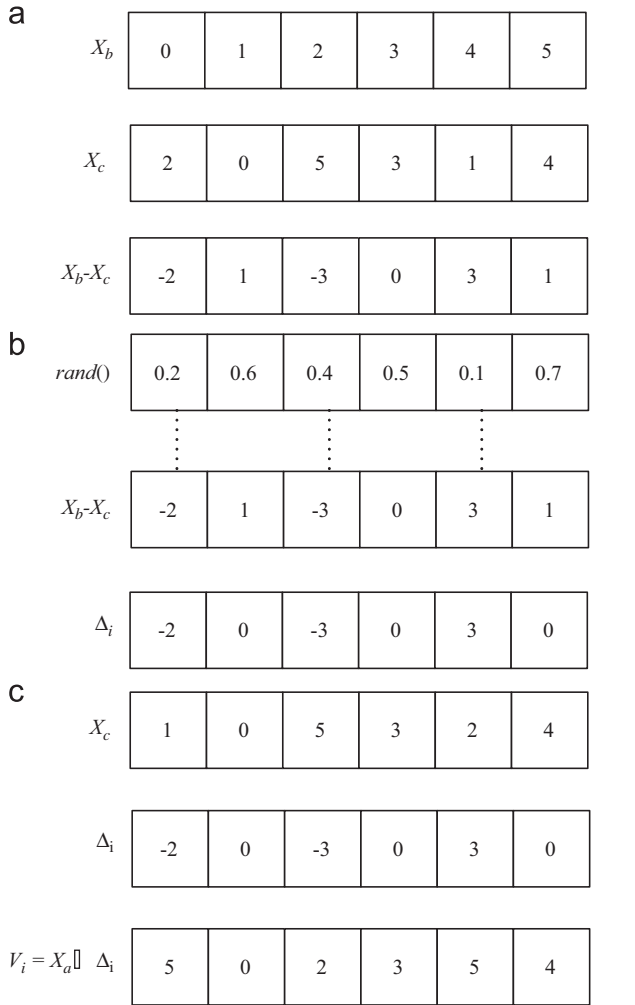 a
X_b 0 1 2 3 4 5
X_c 2 0 5 3 1 4
X_b-X_c -2 1 -3 0 3 1
b
rand() 0.2 0.6 0.4 0.5 0.1 0.7
X_b-X_c -2 1 -3 0 3 1
Δ_i -2 0 -3 0 3 0
c
X_c 1 0 5 3 2 4
Δ_i -2 0 -3 0 3 0
V_i = X_a▯ Δ_i 5 0 2 3 5 4